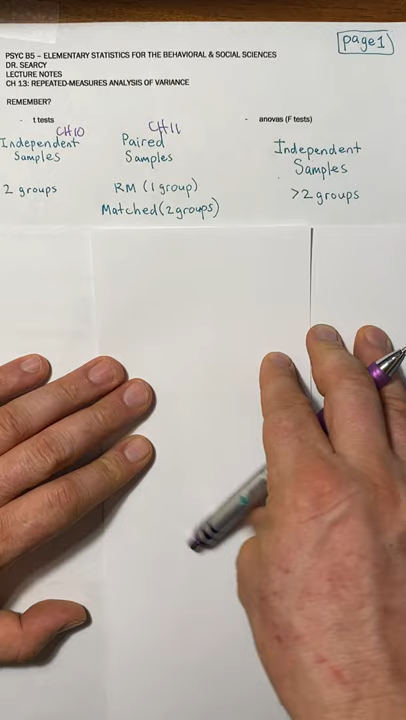 page 1
PSYC B5 – ELEMENTARY STATISTICS FOR THE BEHAVIORAL & SOCIAL SCIENCES
DR. SEARCY
LECTURE NOTES
CH 13: REPEATED-MEASURES ANALYSIS OF VARIANCE
REMEMBER?
- t tests
CH10
Independent
Samples
2 groups
CH11
Paired
Samples
RM (1 group)
Matched (2 groups)
- anovas (F tests)
Independent
Samples
>2 groups